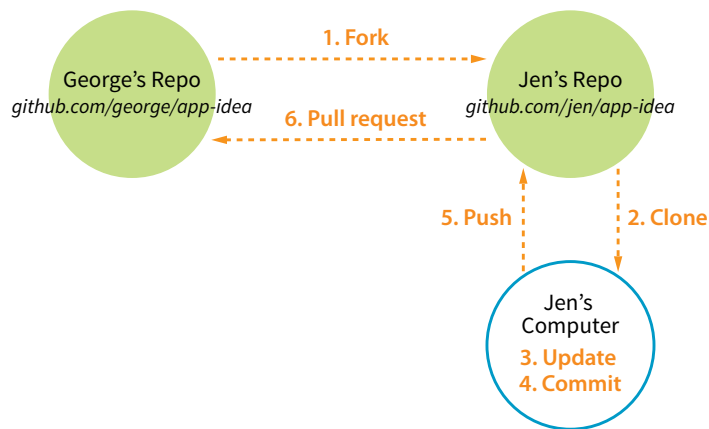 1. Fork
George’s Repo
github.com/george/app-idea
Jen’s Repo
github.com/jen/app-idea
6. Pull request
5. Push
2. Clone
Jen’s
Computer
3. Update
4. Commit